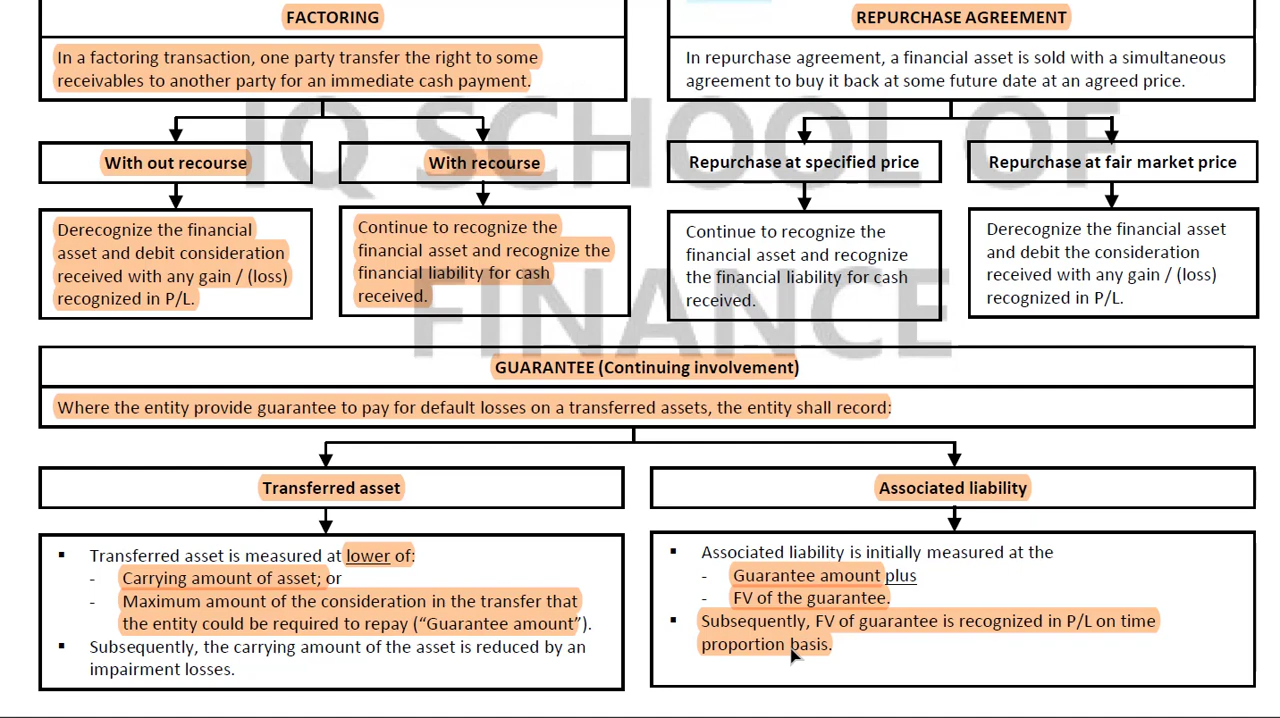 FACTORING
In a factoring transaction, one party transfer the right to some
receivables to another party for an immediate cash payment.
With out recourse
With recourse
Derecognize the financial
asset and debit consideration
received with any gain / (loss)
recognized in P/L.
Continue to recognize the
financial asset and recognize the
financial liability for cash
received.
REPURCHASE AGREEMENT
In repurchase agreement, a financial asset is sold with a simultaneous
agreement to buy it back at some future date at an agreed price.
Repurchase at specified price
Repurchase at fair market price
Continue to recognize the
financial asset and recognize
the financial liability for cash
received.
Derecognize the financial asset
and debit the consideration
received with any gain / (loss)
recognized in P/L.
IQ SCHOOL OF
FINANCE
GUARANTEE (Continuing involvement)
Where the entity provide guarantee to pay for default losses on a transferred assets, the entity shall record:
Transferred asset
▪ Transferred asset is measured at lower of:
- Carrying amount of asset; or
- Maximum amount of the consideration in the transfer that
the entity could be required to repay (“Guarantee amount”).
▪ Subsequently, the carrying amount of the asset is reduced by an
impairment losses.
Associated liability
▪ Associated liability is initially measured at the
- Guarantee amount plus
- FV of the guarantee.
▪ Subsequently, FV of guarantee is recognized in P/L on time
proportion basis.